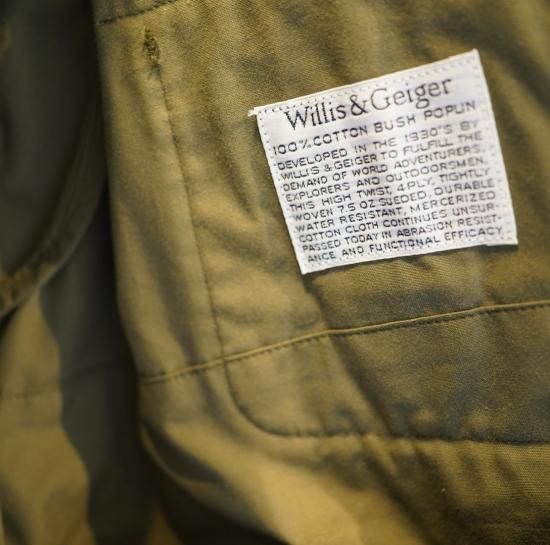 Willis & Geiger
100% COTTON BUSH POPLIN
DEVELOPED IN THE 1930'S BY
WILLIS & GEIGER TO FULFILL THE
DEMAND OF WORLD ADVENTURERS,
EXPLORERS AND OUTDOORSMEN,
THIS HIGH TWIST, 4 PLY, TIGHTLY
WOVEN 7.5 OZ SUEDED, DURABLE
WATER RESISTANT, MERCERIZED
COTTON CLOTH CONTINUES UNSUR-
PASSED TODAY IN ABRASION RESIST-
ANCE AND FUNCTIONAL EFFICACY